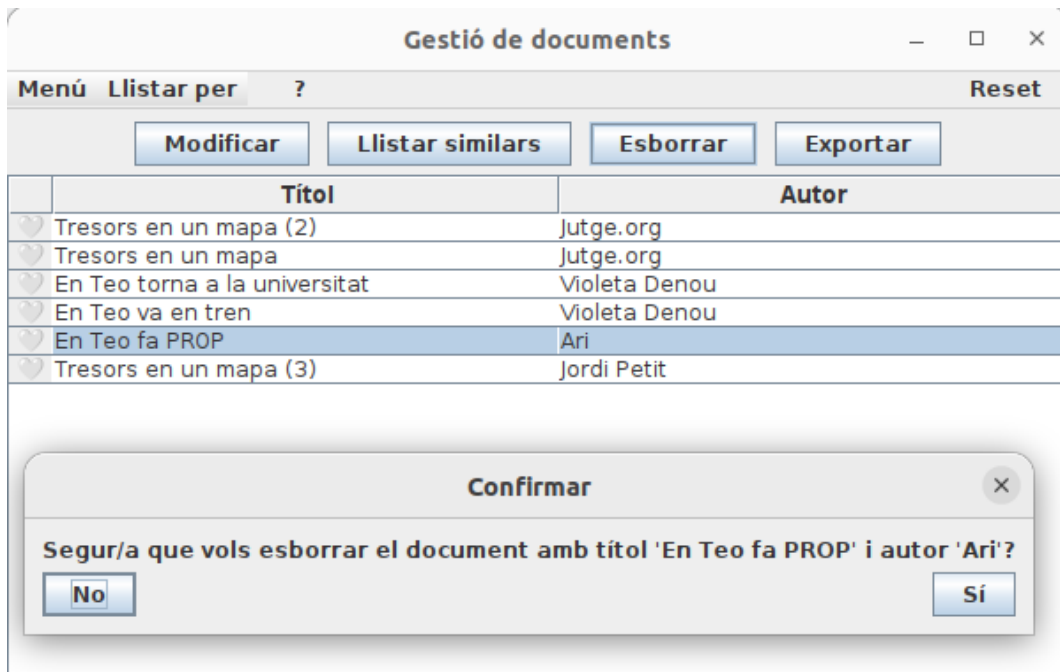 Gestió de documents
Menú Llistar per ? Reset
Modificar Llistar similars Esborrar Exportar
Títol Autor
Tresors en un mapa (2) Jutge.org
Tresors en un mapa Jutge.org
En Teo torna a la universitat Violeta Denou
En Teo va en tren Violeta Denou
En Teo fa PROP Ari
Tresors en un mapa (3) Jordi Petit
Confirmar
Segur/a que vols esborrar el document amb títol 'En Teo fa PROP' i autor 'Ari'?
No Sí